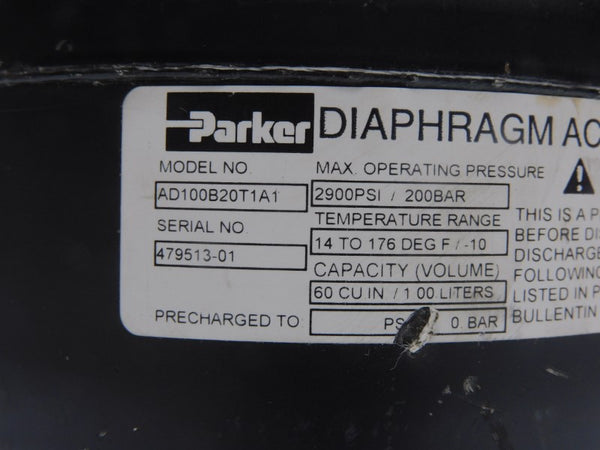 Parker DIAPHRAGM AC
MODEL NO.
AD100B20T1A1
SERIAL NO.
479513-01
MAX. OPERATING PRESSURE
2900PSI / 200BAR
TEMPERATURE RANGE
14 TO 176 DEG F / -10
CAPACITY (VOLUME)
60 CU IN / 1.00 LITERS
PRECHARGED TO PS 0 BAR
THIS IS A P
BEFORE DI
DISCHARGE
FOLLOWING
LISTED IN P
BULLENTIN